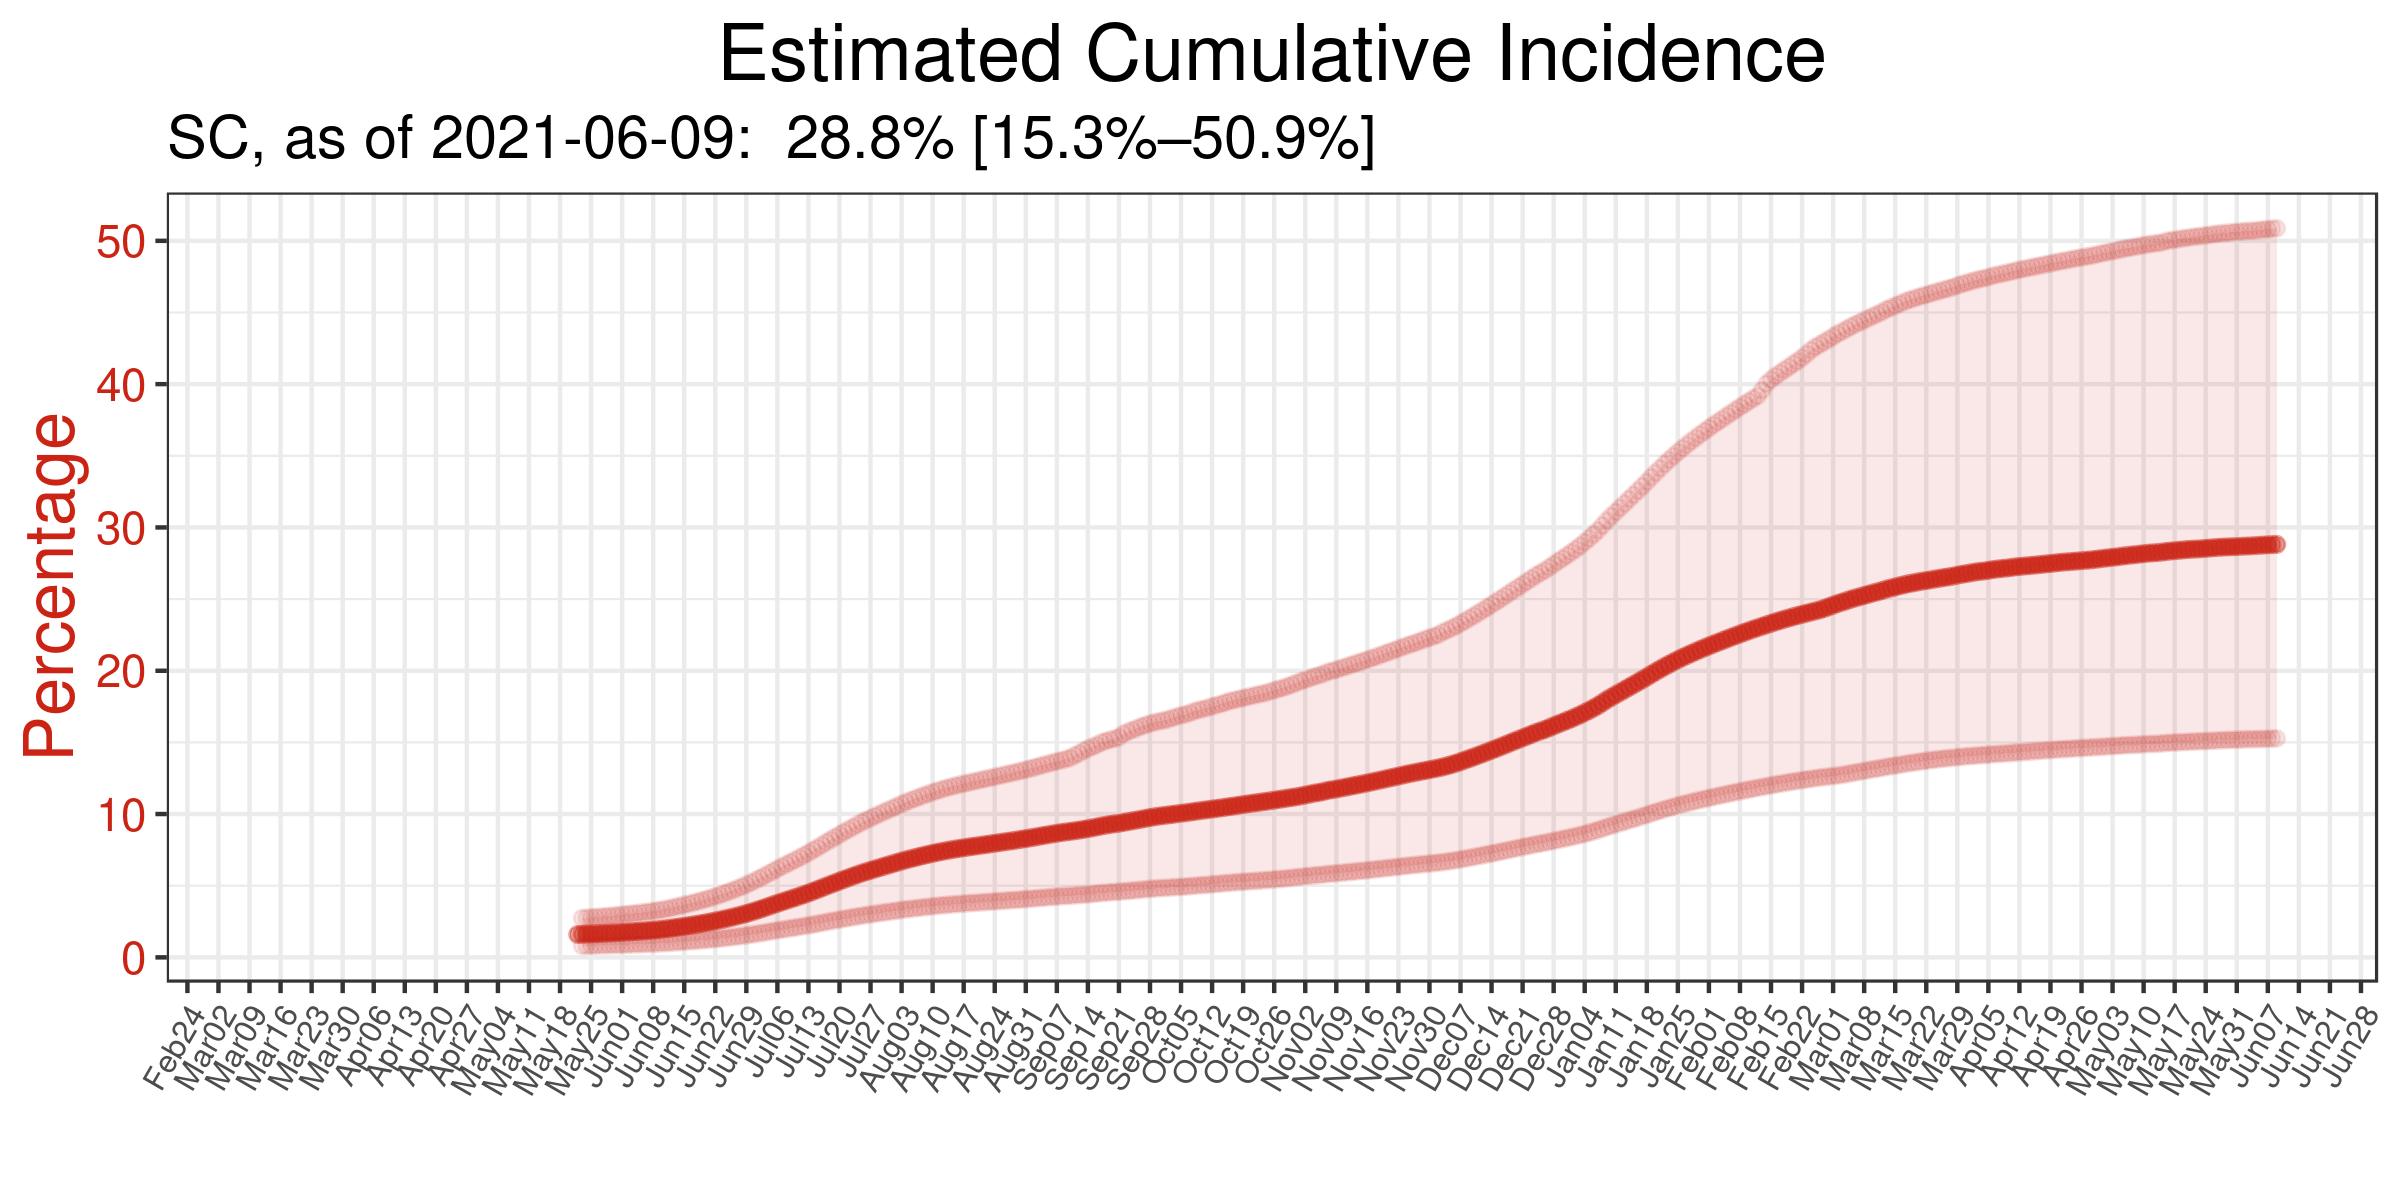 Estimated Cumulative Incidence
SC, as of 2021-06-09:  28.8% [15.3%–50.9%]
Percentage
50
40
30
20
10
0
Feb24
Mar02
Mar09
Mar16
Mar23
Mar30
Apr06
Apr13
Apr20
Apr27
May04
May11
May18
May25
Jun01
Jun08
Jun15
Jun22
Jun29
Jul06
Jul13
Jul20
Jul27
Aug03
Aug10
Aug17
Aug24
Aug31
Sep07
Sep14
Sep21
Sep28
Oct05
Oct12
Oct19
Oct26
Nov02
Nov09
Nov16
Nov23
Nov30
Dec07
Dec14
Dec21
Dec28
Jan04
Jan11
Jan18
Jan25
Feb01
Feb08
Feb15
Feb22
Mar01
Mar08
Mar15
Mar22
Mar29
Apr05
Apr12
Apr19
Apr26
May03
May10
May17
May24
May31
Jun07
Jun14
Jun21
Jun28